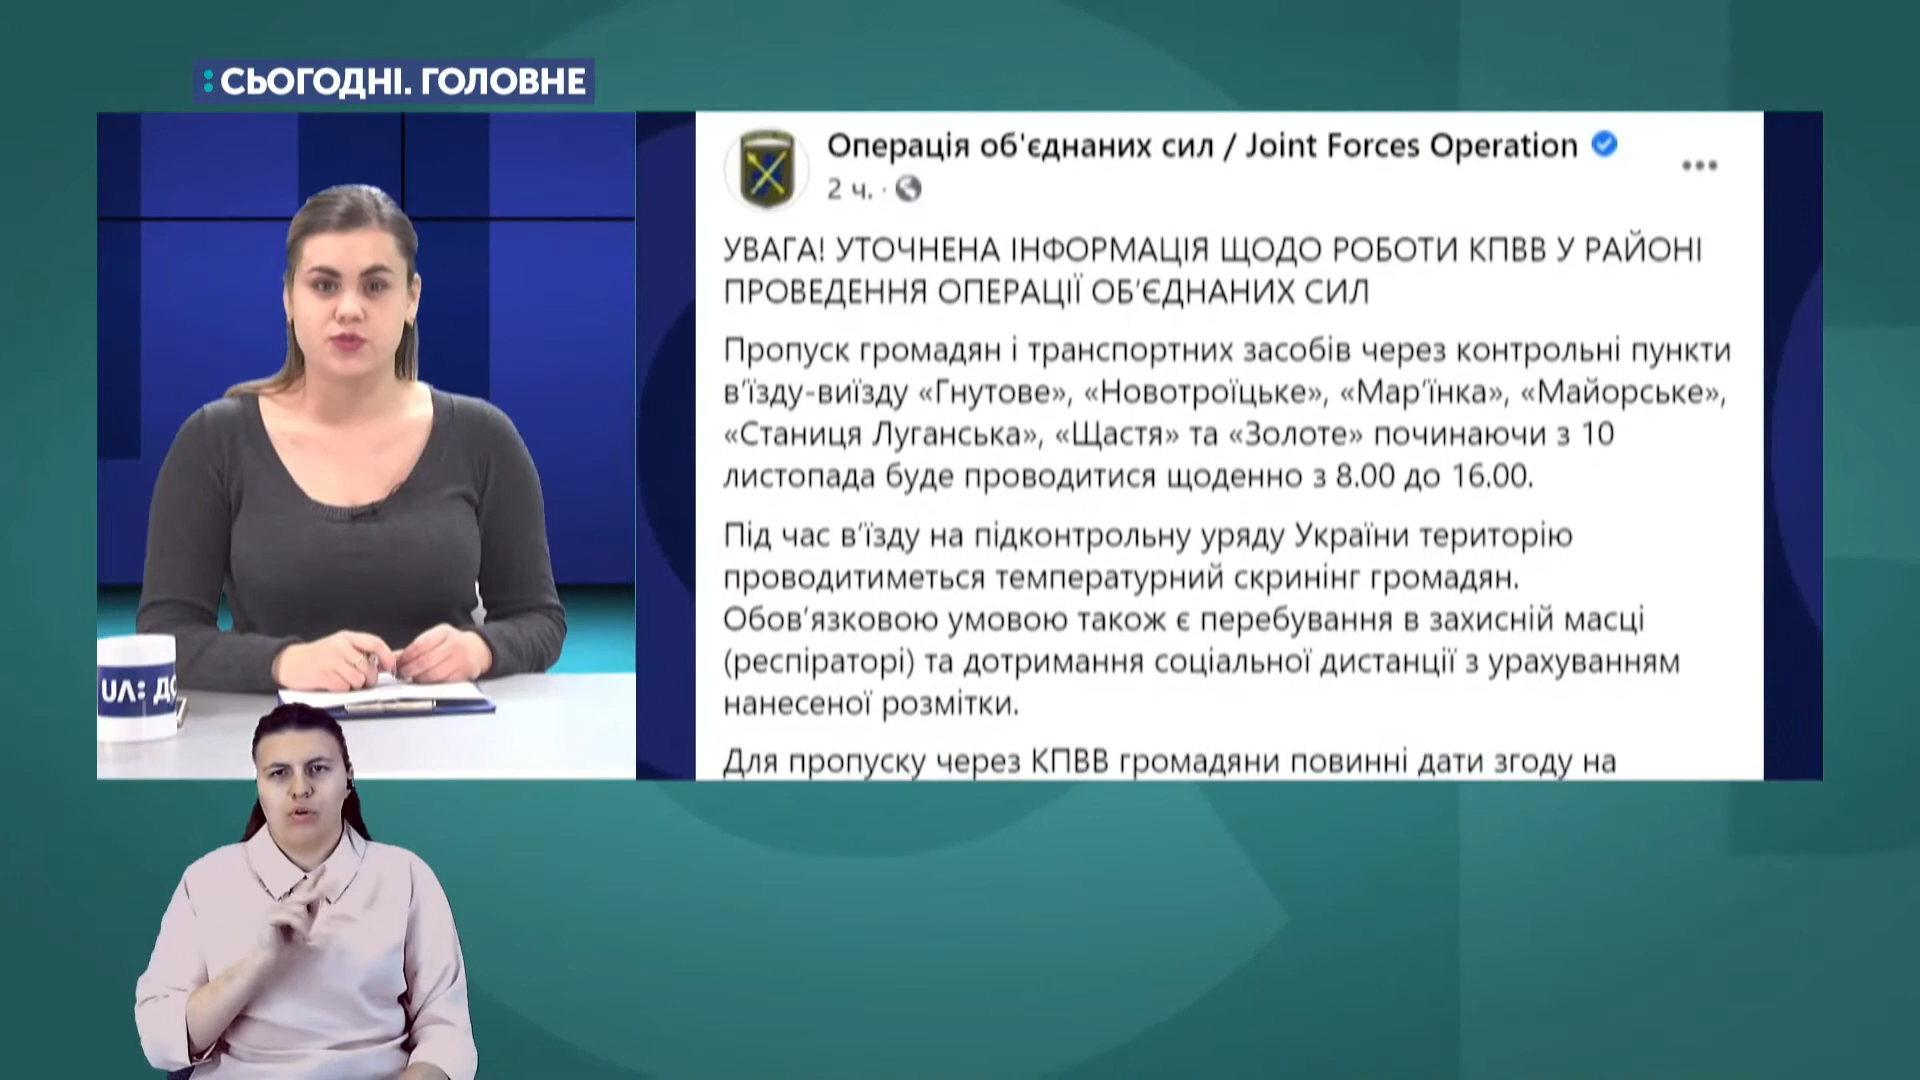 :СЬОГОДНІ. ГОЛОВНЕ
Операція об'єднаних сил / Joint Forces Operation
2 ч. ·
УВАГА! УТОЧНЕНА ІНФОРМАЦІЯ ЩОДО РОБОТИ КПВВ У РАЙОНІ
ПРОВЕДЕННЯ ОПЕРАЦІЇ ОБ’ЄДНАНИХ СИЛ
Пропуск громадян і транспортних засобів через контрольні пункти
в’їзду-виїзду «Гнутове», «Новотроїцьке», «Мар’їнка», «Майорське»,
«Станиця Луганська», «Щастя» та «Золоте» починаючи з 10
листопада буде проводитися щоденно з 8.00 до 16.00.
Під час в’їзду на підконтрольну уряду України територію
проводитиметься температурний скринінг громадян.
Обов’язковою умовою також є перебування в захисній масці
(респіраторі) та дотримання соціальної дистанції з урахуванням
нанесеної розмітки.
Для пропуску через КПВВ громадяни повинні дати згоду на
UA: ДО